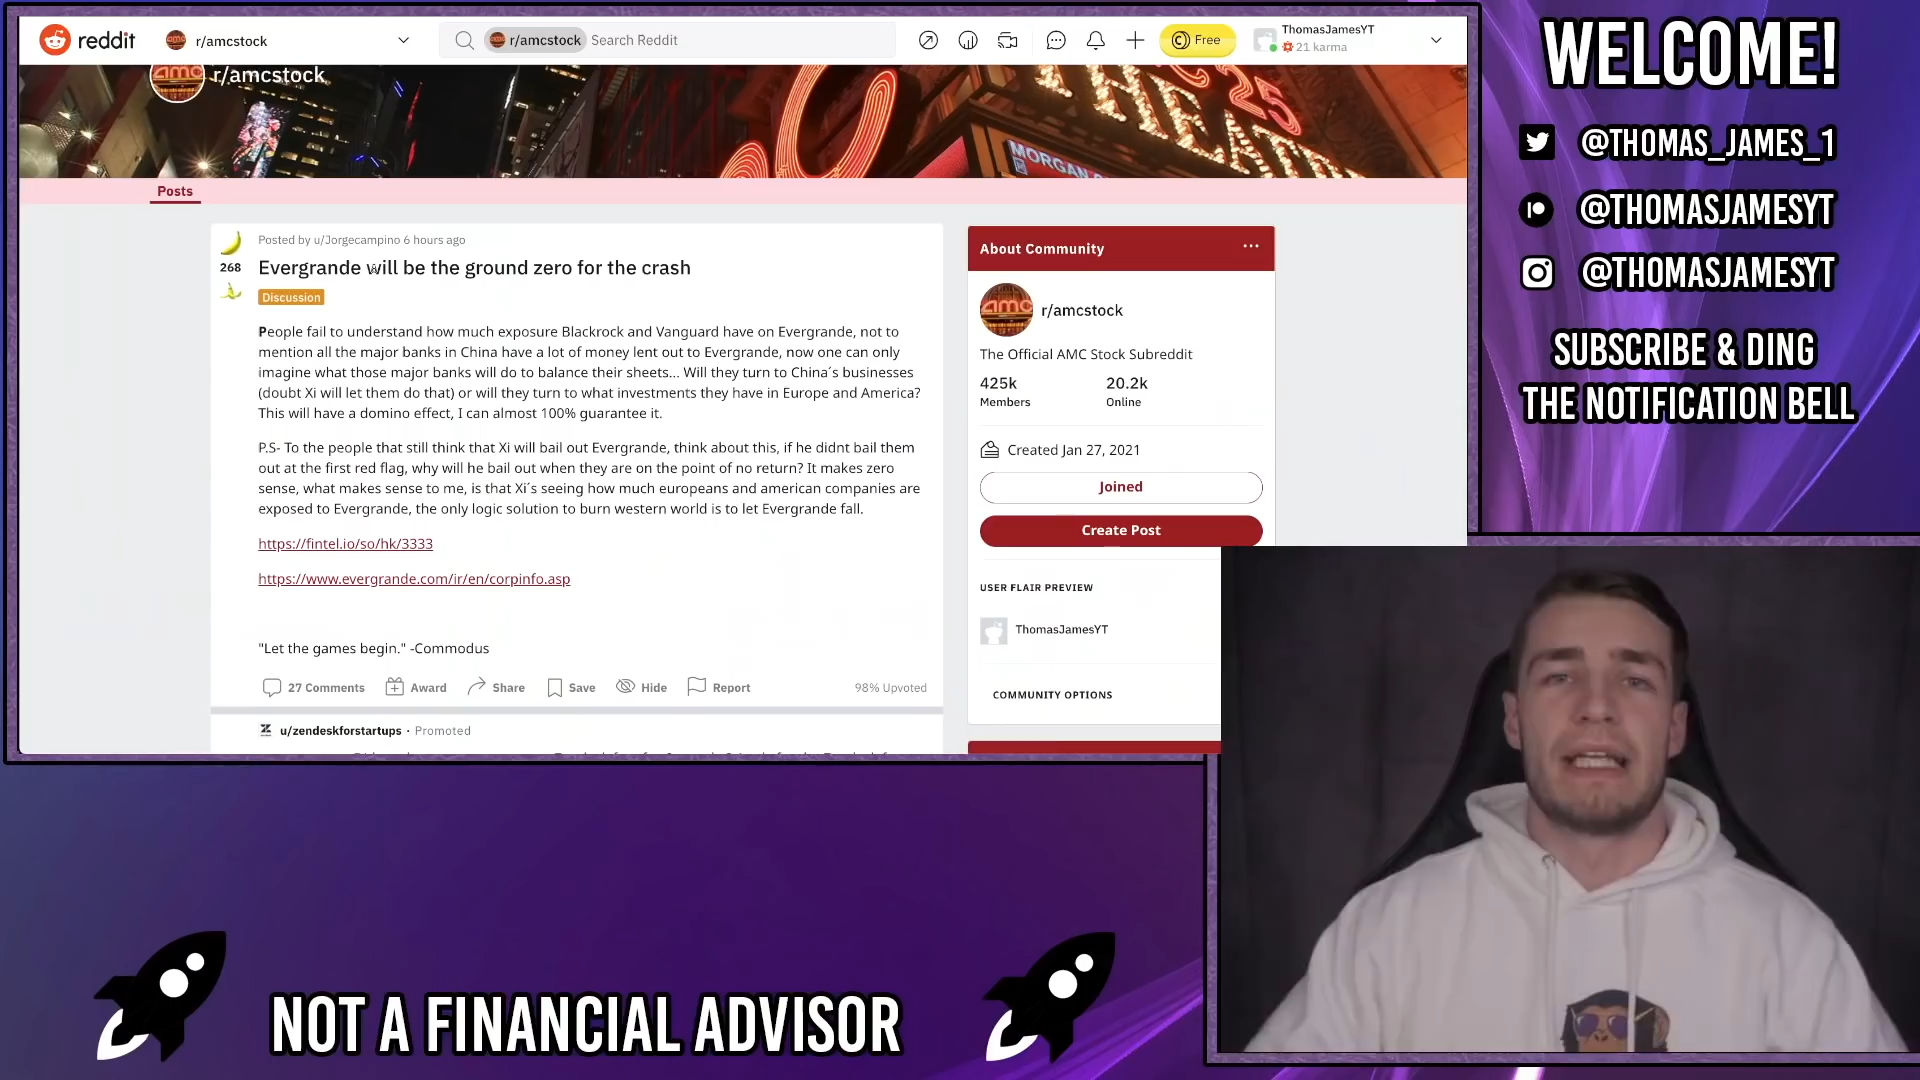 reddit
r/amcstock
r/amcstock Search Reddit
Free
ThomasJamesYT
21 karma
r/amcstock
MORGAN
Posts
Posted by u/Jorgecampino 6 hours ago
268
Evergrande will be the ground zero for the crash
Discussion
People fail to understand how much exposure Blackrock and Vanguard have on Evergrande, not to
mention all the major banks in China have a lot of money lent out to Evergrande, now one can only
imagine what those major banks will do to balance their sheets... Will they turn to China´s businesses
(doubt Xi will let them do that) or will they turn to what investments they have in Europe and America?
This will have a domino effect, I can almost 100% guarantee it.
P.S- To the people that still think that Xi will bail out Evergrande, think about this, if he didnt bail them
out at the first red flag, why will he bail out when they are on the point of no return? It makes zero
sense, what makes sense to me, is that Xi´s seeing how much europeans and american companies are
exposed to Evergrande, the only logic solution to burn western world is to let Evergrande fall.
https://fintel.io/so/hk/3333
https://www.evergrande.com/ir/en/corpinfo.asp
"Let the games begin." -Commodus
27 Comments Award Share Save Hide Report 98% Upvoted
u/zendeskforstartups · Promoted
About Community
amc
r/amcstock
The Official AMC Stock Subreddit
425k 20.2k
Members Online
Created Jan 27, 2021
Joined
Create Post
USER FLAIR PREVIEW
ThomasJamesYT
COMMUNITY OPTIONS
WELCOME!
@THOMAS_JAMES_1
@THOMASJAMESYT
@THOMASJAMESYT
SUBSCRIBE & DING
THE NOTIFICATION BELL
NOT A FINANCIAL ADVISOR